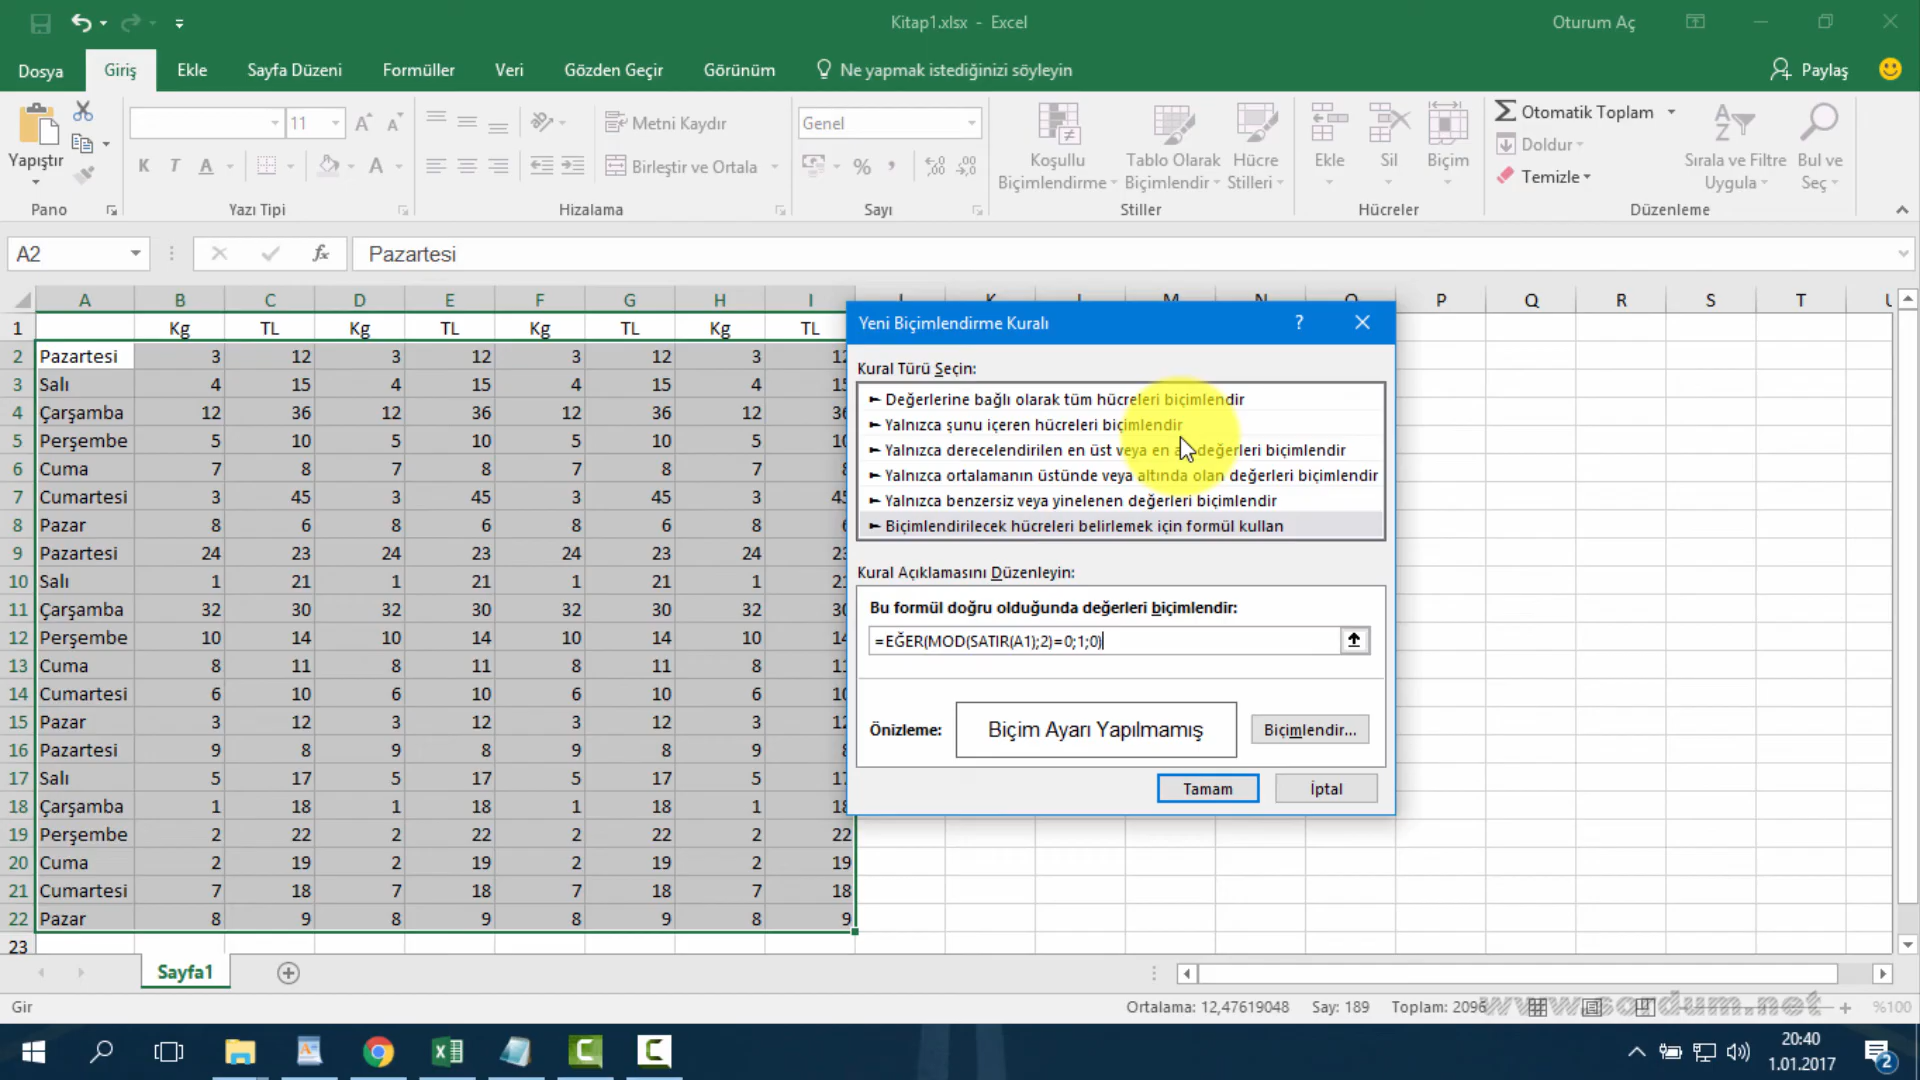 Kitap1.xlsx - Excel
Oturum Aç
Dosya Giriş Ekle Sayfa Düzeni Formüller Veri Gözden Geçir Görünüm Ne yapmak istediğinizi söyleyin Paylaş
Yapıştır
Pano
11
K T A
Yazı Tipi
Metni Kaydır
Birleştir ve Ortala
Hizalama
Genel
Sayı
Koşullu Biçimlendirme
Tablo Olarak Biçimlendir
Hücre Stilleri
Stiller
Ekle Sil Biçim
Hücreler
Otomatik Toplam
Doldur
Temizle
Sırala ve Filtre Uygula
Bul ve Seç
Düzenleme
A2 fx Pazartesi
A B C D E F G H I P Q R S T
1 Kg TL Kg TL Kg TL Kg TL
2 Pazartesi 3 12 3 12 3 12 3 12
3 Salı 4 15 4 15 4 15 4 15
4 Çarşamba 12 36 12 36 12 36 12 36
5 Perşembe 5 10 5 10 5 10 5 10
6 Cuma 7 8 7 8 7 8 7 8
7 Cumartesi 3 45 3 45 3 45 3 45
8 Pazar 8 6 8 6 8 6 8 6
9 Pazartesi 24 23 24 23 24 23 24 23
10 Salı 1 21 1 21 1 21 1 21
11 Çarşamba 32 30 32 30 32 30 32 30
12 Perşembe 10 14 10 14 10 14 10 14
13 Cuma 8 11 8 11 8 11 8 11
14 Cumartesi 6 10 6 10 6 10 6 10
15 Pazar 3 12 3 12 3 12 3 12
16 Pazartesi 9 8 9 8 9 8 9 8
17 Salı 5 17 5 17 5 17 5 17
18 Çarşamba 1 18 1 18 1 18 1 18
19 Perşembe 2 22 2 22 2 22 2 22
20 Cuma 2 19 2 19 2 19 2 19
21 Cumartesi 7 18 7 18 7 18 7 18
22 Pazar 8 9 8 9 8 9 8 9
23
Yeni Biçimlendirme Kuralı ?
Kural Türü Seçin:
► Değerlerine bağlı olarak tüm hücreleri biçimlendir
► Yalnızca şunu içeren hücreleri biçimlendir
► Yalnızca derecelendirilen en üst veya en değerleri biçimlendir
► Yalnızca ortalamanın üstünde veya altında olan değerleri biçimlendir
► Yalnızca benzersiz veya yinelenen değerleri biçimlendir
► Biçimlendirilecek hücreleri belirlemek için formül kullan
Kural Açıklamasını Düzenleyin:
Bu formül doğru olduğunda değerleri biçimlendir:
=EĞER(MOD(SATIR(A1);2)=0;1;0)
Önizleme: Biçim Ayarı Yapılmamış Biçimlendir...
Tamam İptal
Sayfa1
Gir Ortalama: 12,47619048 Say: 189 Toplam: 2096 www.sordum.net %100
20:40
1.01.2017
2